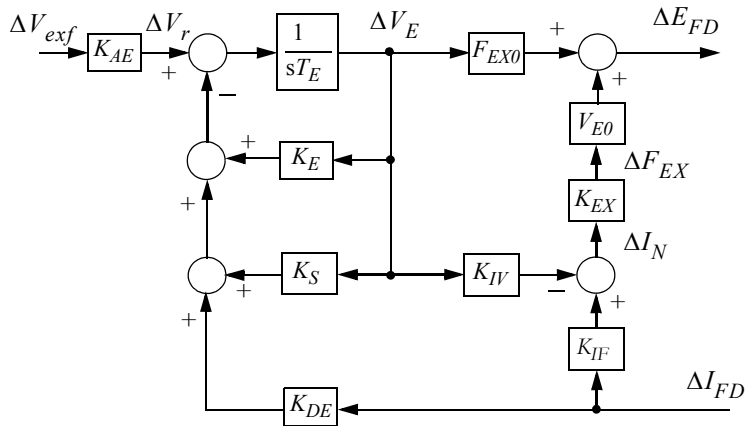 ΔV_exf
K_AE
ΔV_r
+
−
1
sT_E
ΔV_E
F_EX0
+
ΔE_FD
+
V_E0
ΔF_EX
K_EX
ΔI_N
+
K_E
+
+
K_S
+
K_IV
−
+
K_IF
+
K_DE
ΔI_FD